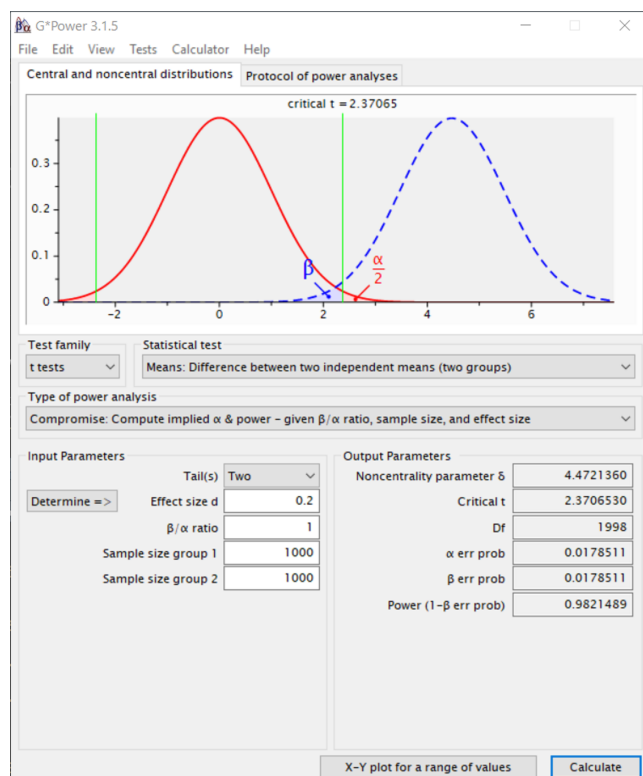 G*Power 3.1.5
File Edit View Tests Calculator Help
Central and noncentral distributions Protocol of power analyses
critical t = 2.37065
0.3
0.2
0.1
0
β
α
2
-2 0 2 4 6
Test family Statistical test
t tests Means: Difference between two independent means (two groups)
Type of power analysis
Compromise: Compute implied α & power - given β/α ratio, sample size, and effect size
Input Parameters Output Parameters
Tail(s) Two Noncentrality parameter δ 4.4721360
Determine => Effect size d 0.2 Critical t 2.3706530
β/α ratio 1 Df 1998
Sample size group 1 1000 α err prob 0.0178511
Sample size group 2 1000 β err prob 0.0178511
Power (1-β err prob) 0.9821489
X-Y plot for a range of values Calculate